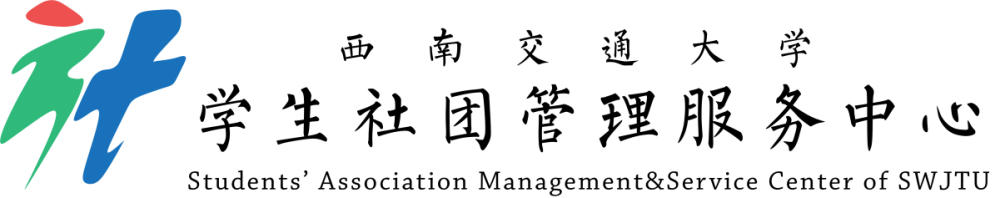 社
西南交通大学
学生社团管理服务中心
Students' Association Management&Service Center of SWJTU